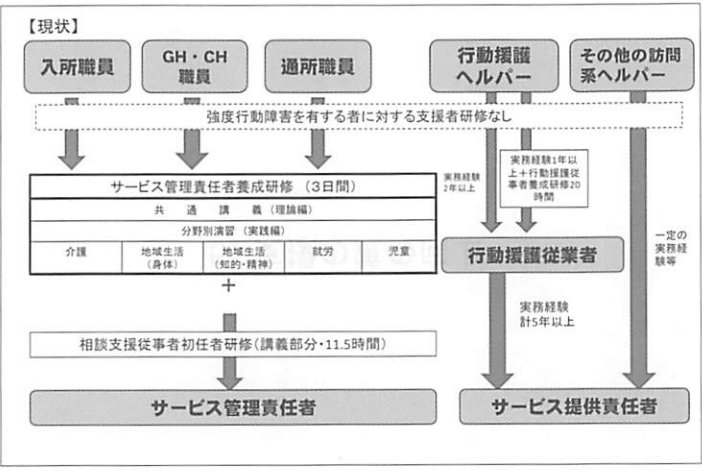 【現状】
入所職員
GH・CH
職員
通所職員
行動援護
ヘルパー
その他の訪問
系ヘルパー
強度行動障害を有する者に対する支援者研修なし
サービス管理責任者養成研修 （3日間）
共 通 講 義（理論編）
分野別演習（実践編）
介護
地域生活
（身体）
地域生活
（知的・精神）
就労
児童
+
相談支援従事者初任者研修（講義部分・11.5時間）
サービス管理責任者
実務経験
2年以上
実務経験1年以
上＋行動援護従
事者養成研修20
時間
行動援護従業者
実務経験
計5年以上
一定の
実務経
験等
サービス提供責任者